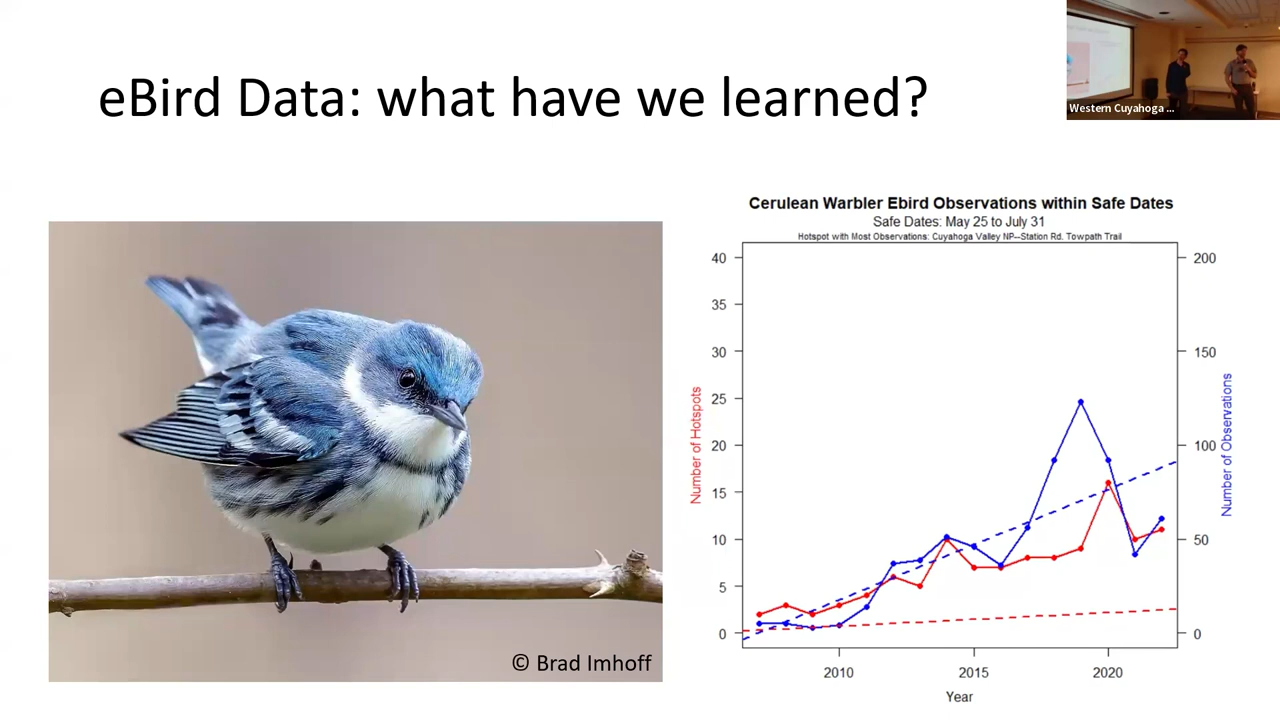 eBird Data: what have we learned?
Western Cuyahoga ...
© Brad Imhoff
Cerulean Warbler Ebird Observations within Safe Dates
Safe Dates: May 25 to July 31
Hotspot with Most Observations: Cuyahoga Valley NP--Station Rd. Towpath Trail
Number of Hotspots
40
35
30
25
20
15
10
5
0
200
150
100
50
0
Number of Observations
2010 2015 2020
Year